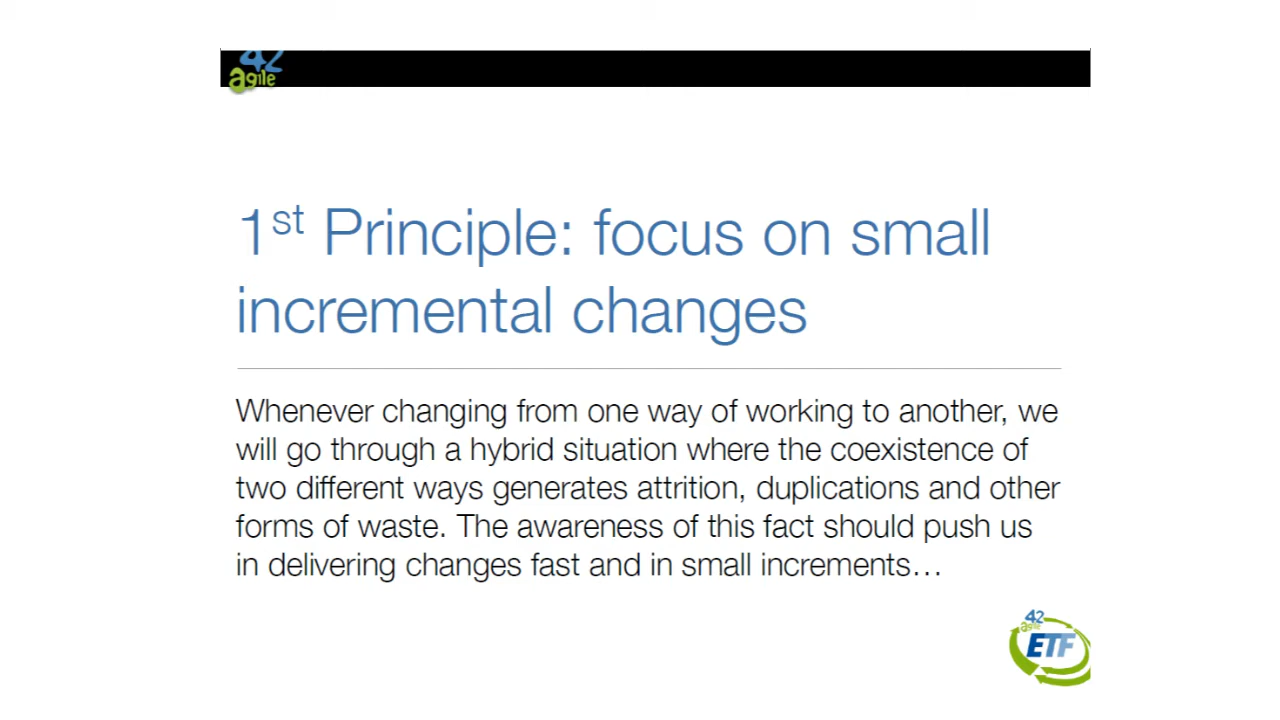 42
agile
1st Principle: focus on small
incremental changes
Whenever changing from one way of working to another, we
will go through a hybrid situation where the coexistence of
two different ways generates attrition, duplications and other
forms of waste. The awareness of this fact should push us
in delivering changes fast and in small increments…
42
agile
ETF